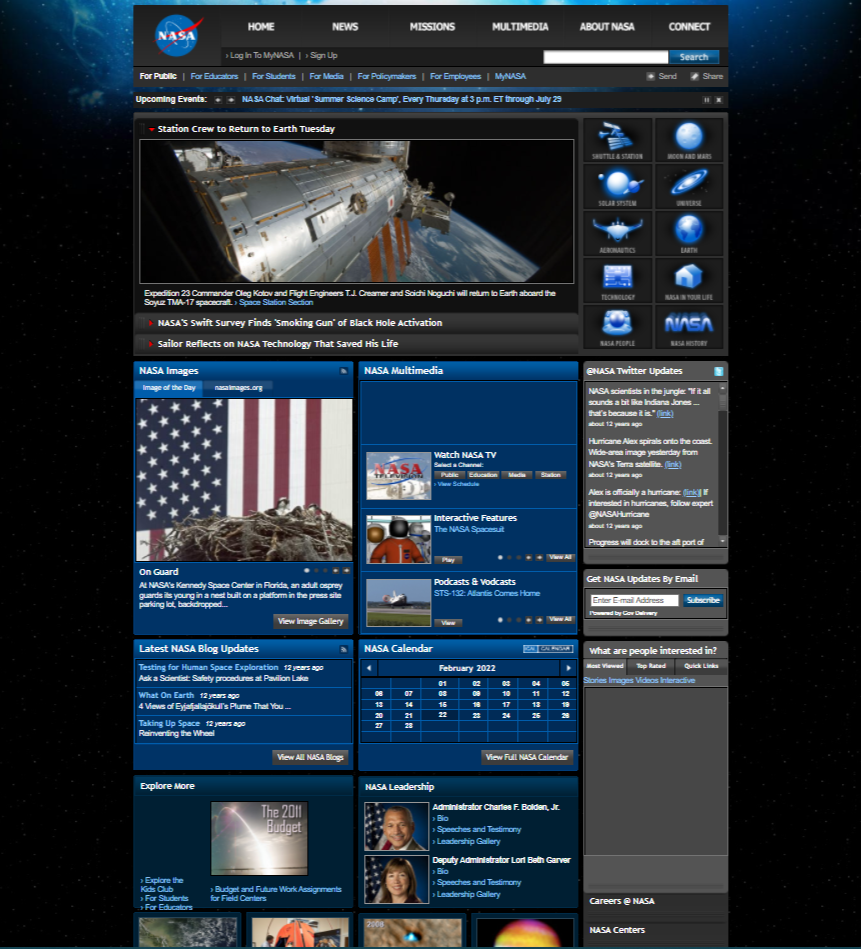 NASA
HOME NEWS MISSIONS MULTIMEDIA ABOUT NASA CONNECT
› Log In To MyNASA | › Sign Up
Search
For Public | For Educators | For Students | For Media | For Policymakers | For Employees | MyNASA
Send Share
Upcoming Events: NASA Chat: Virtual 'Summer Science Camp', Every Thursday at 3 p.m. ET through July 29
Station Crew to Return to Earth Tuesday
Expedition 23 Commander Oleg Kotov and Flight Engineers T.J. Creamer and Soichi Noguchi will return to Earth aboard the
Soyuz TMA-17 spacecraft. › Space Station Section
NASA'S Swift Survey Finds 'Smoking Gun' of Black Hole Activation
Sailor Reflects on NASA Technology That Saved His Life
SHUTTLE & STATION MOON AND MARS
SOLAR SYSTEM UNIVERSE
AERONAUTICS EARTH
TECHNOLOGY NASA IN YOUR LIFE
NASA
NASA PEOPLE NASA HISTORY
NASA Images
Image of the Day nasaimages.org
On Guard
At NASA's Kennedy Space Center in Florida, an adult osprey
guards its young in a nest built on a platform in the press site
parking lot, backdropped...
View Image Gallery
NASA Multimedia
NASA
TELEVISION
Watch NASA TV
Select a Channel:
Public Education Media Station
› View Schedule
Interactive Features
The NASA Spacesuit
Play View All
Podcasts & Vodcasts
STS-132: Atlantis Comes Home
View View All
@NASA Twitter Updates
NASA scientists in the jungle: "If it all
sounds a bit like Indiana Jones ...
that's because it is." (link)
about 12 years ago
Hurricane Alex spirals onto the coast.
Wide-area image yesterday from
NASA's Terra satellite. (link)
about 12 years ago
Alex is officially a hurricane: (link)| If
interested in hurricanes, follow expert
@NASAHurricane
about 12 years ago
Progress will dock to the aft port of
Get NASA Updates By Email
Enter E-mail Address Subscribe
Powered by Gov Delivery
Latest NASA Blog Updates
Testing for Human Space Exploration 12 years ago
Ask a Scientist: Safety procedures at Pavilion Lake
What On Earth 12 years ago
4 Views of Eyjafjallajökull's Plume That You ...
Taking Up Space 12 years ago
Reinventing the Wheel
View All NASA Blogs
NASA Calendar
ICAL CALENDAR
February 2022
01 02 03 04 05
06 07 08 09 10 11 12
13 14 15 16 17 18 19
20 21 22 23 24 25 26
27 28
View Full NASA Calendar
What are people interested in?
Most Viewed Top Rated Quick Links
Stories Images Videos Interactive
Explore More
The 2011
Budget
› Explore the
Kids Club
› For Students
› For Educators
› Budget and Future Work Assignments
for Field Centers
NASA Leadership
Administrator Charles F. Bolden, Jr.
› Bio
› Speeches and Testimony
› Leadership Gallery
Deputy Administrator Lori Beth Garver
› Bio
› Speeches and Testimony
› Leadership Gallery
2008
Careers @ NASA
NASA Centers